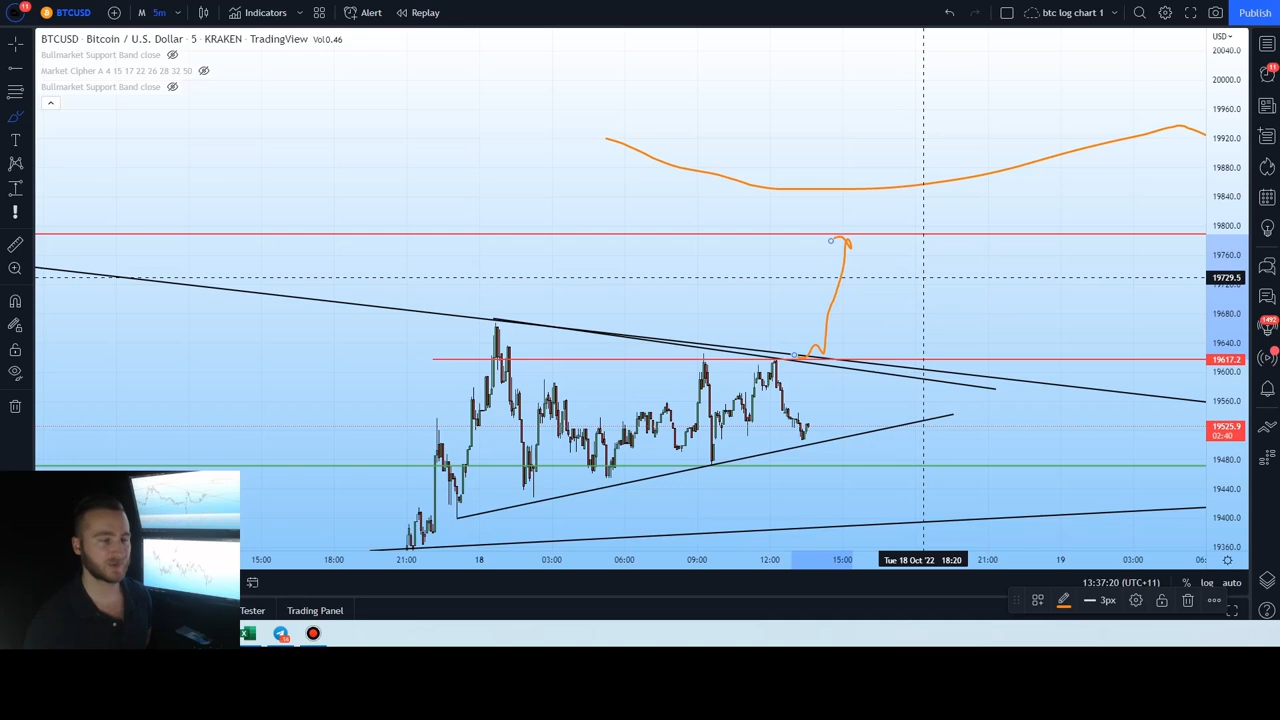 11
BTCUSD M 5m Indicators Alert Replay btc log chart 1 Publish
BTCUSD · Bitcoin / U.S. Dollar · 5 · KRAKEN · TradingView Vol0.46
Bullmarket Support Band close
Market Cipher A 4 15 17 22 26 28 32 50
Bullmarket Support Band close
USD
20040.0
20000.0
19960.0
19920.0
19880.0
19840.0
19800.0
19760.0
19729.5
19680.0
19640.0
19617.2
19600.0
19560.0
19525.9
02:40
19480.0
19440.0
19400.0
19360.0
11
1492
15:00 18:00 21:00 18 03:00 06:00 09:00 12:00 15:00 Tue 18 Oct '22 18:20 21:00 19 03:00 06:
13:37:20 (UTC+11) % log auto
3px
Tester Trading Panel